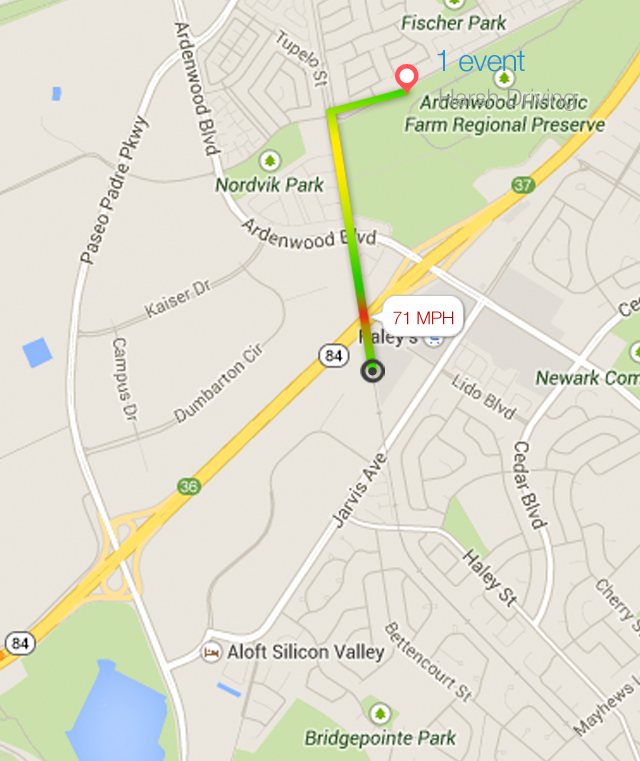 Fischer Park
Tupelo St
Ardenwood Blvd
1 event
Harsh Driving
Ardenwood Historic
Farm Regional Preserve
Paseo Padre Pkwy
Nordvik Park
37
Ardenwood Blvd
Kaiser Dr
71 MPH
Haley's
Ce
84
Campus Dr
Dumbarton Cir
Lido Blvd
Newark Com
36
Jarvis Ave
Cedar Blvd
Haley St
Cherry S
84
Aloft Silicon Valley
Bettencourt St
Mayhews L
Bridgepointe Park